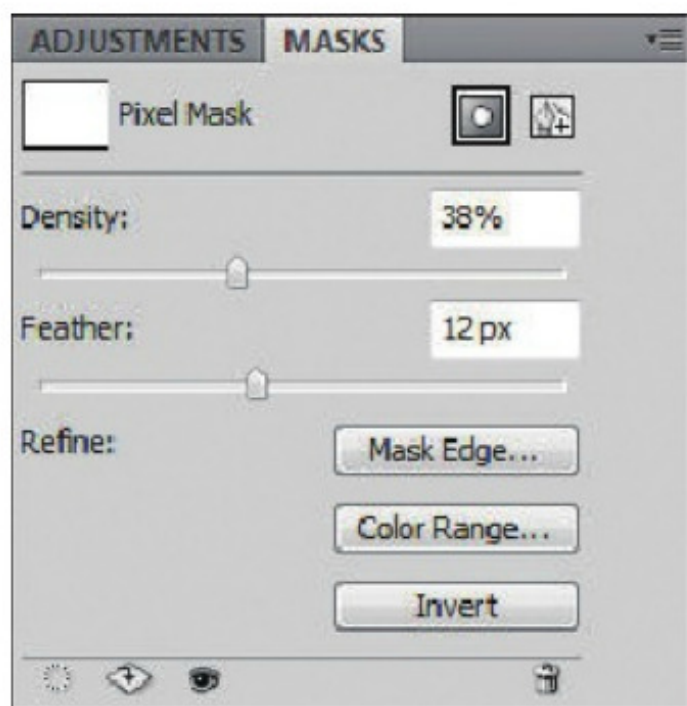 ADJUSTMENTS MASKS
Pixel Mask
Density: 38%
Feather: 12 px
Refine: Mask Edge...
Color Range...
Invert